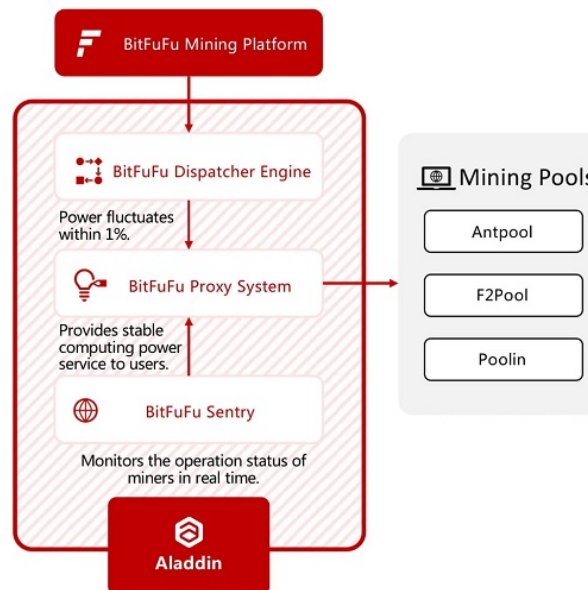 BitFuFu Mining Platform
BitFuFu Dispatcher Engine
Power fluctuates
within 1%.
BitFuFu Proxy System
Provides stable
computing power
service to users.
BitFuFu Sentry
Monitors the operation status of
miners in real time.
Aladdin
Mining Pools
Antpool
F2Pool
Poolin